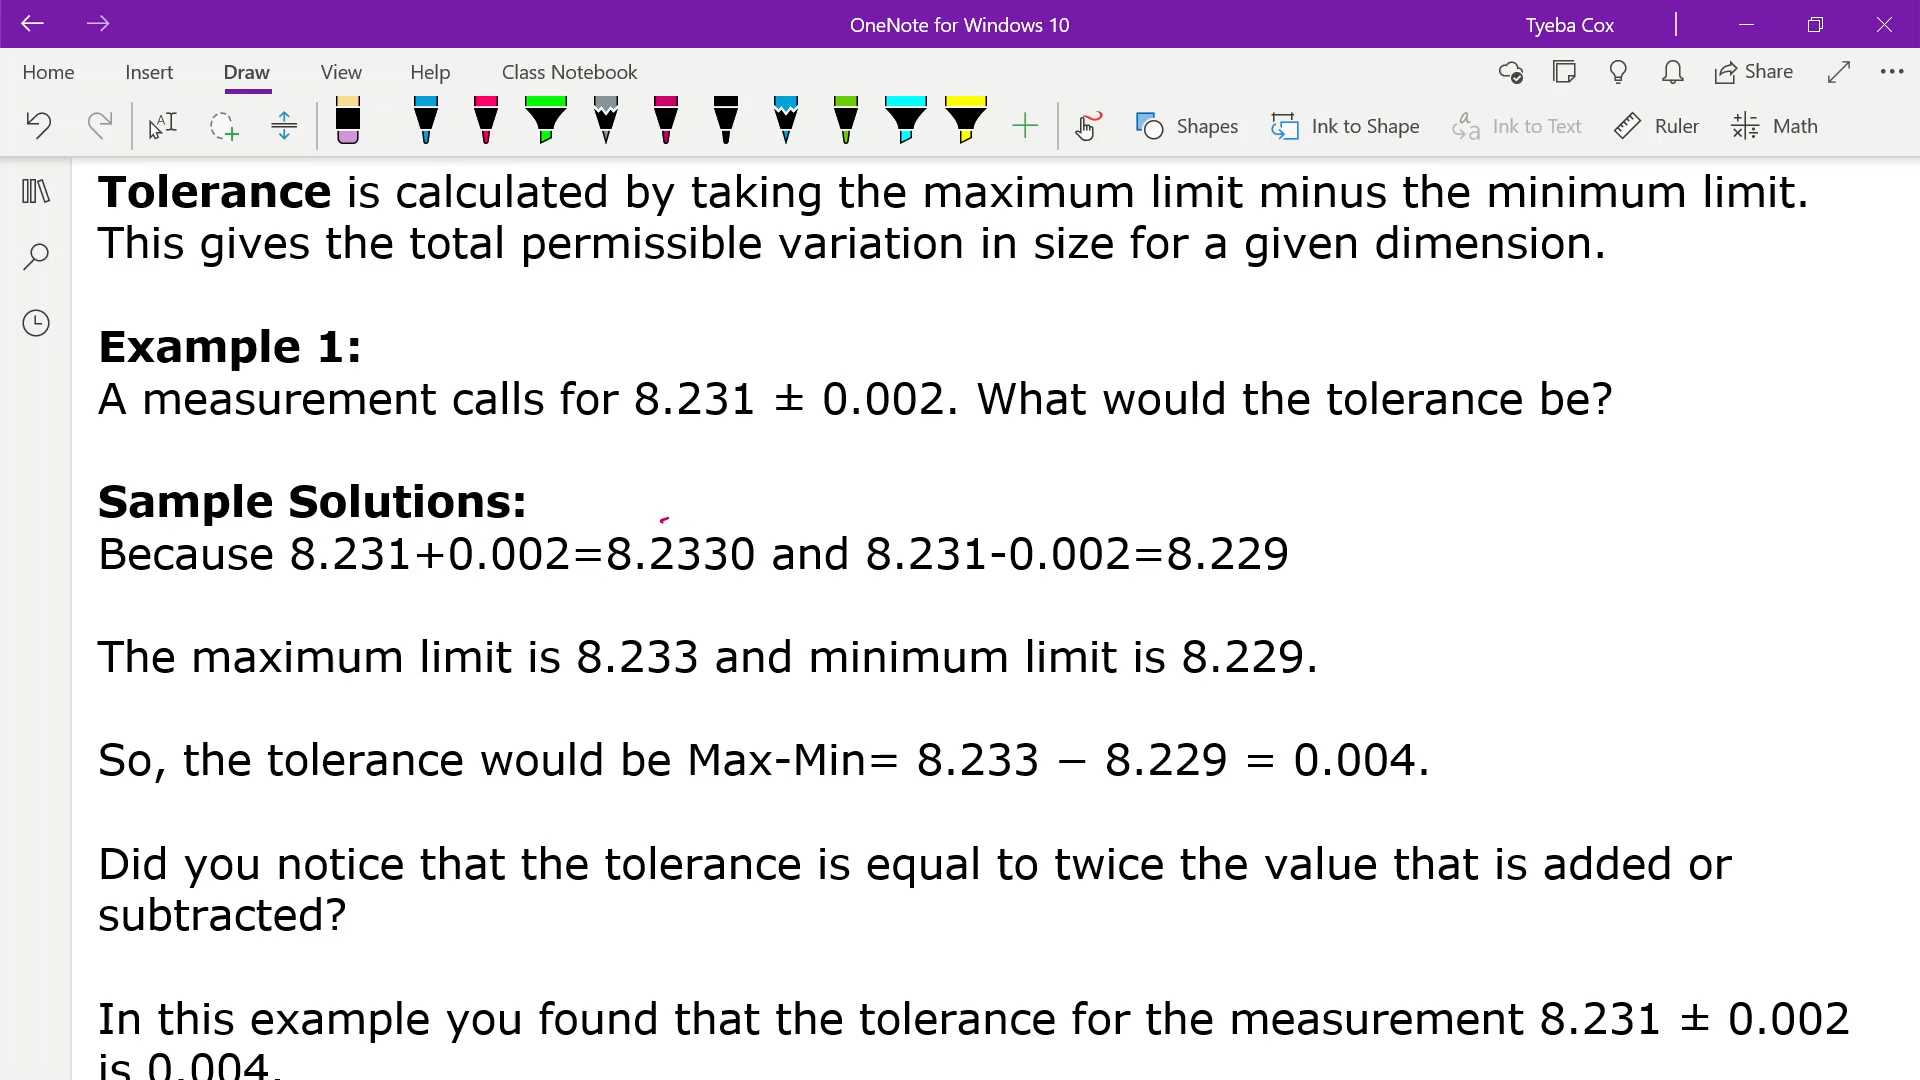 OneNote for Windows 10
Tyeba Cox
Home Insert Draw View Help Class Notebook Share
Shapes Ink to Shape Ink to Text Ruler Math
Tolerance is calculated by taking the maximum limit minus the minimum limit.
This gives the total permissible variation in size for a given dimension.
Example 1:
A measurement calls for 8.231 ± 0.002. What would the tolerance be?
Sample Solutions:
Because 8.231+0.002=8.2330 and 8.231-0.002=8.229
The maximum limit is 8.233 and minimum limit is 8.229.
So, the tolerance would be Max-Min= 8.233 – 8.229 = 0.004.
Did you notice that the tolerance is equal to twice the value that is added or
subtracted?
In this example you found that the tolerance for the measurement 8.231 ± 0.002
is 0.004.